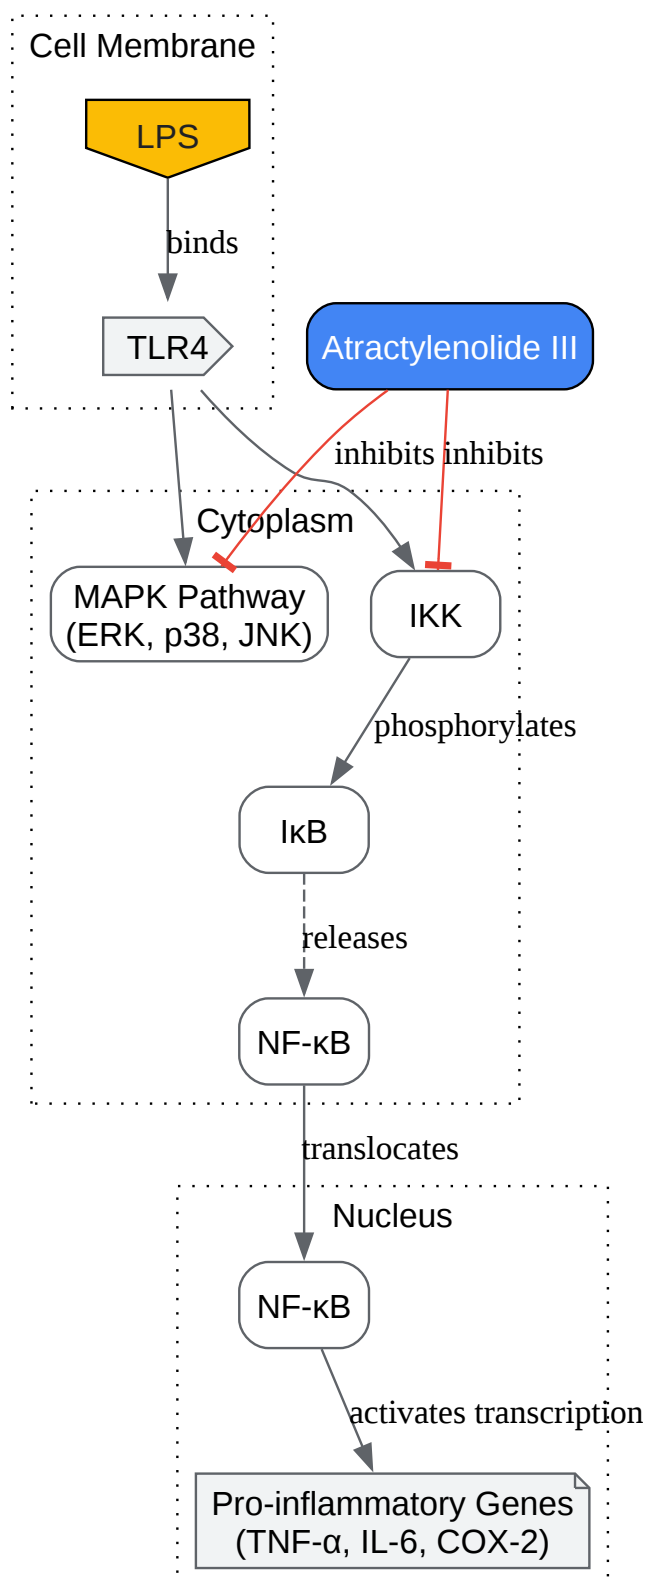 Cell Membrane
LPS
binds
TLR4
Atractylenolide III
inhibits
inhibits
Cytoplasm
MAPK Pathway
(ERK, p38, JNK)
IKK
phosphorylates
IκB
releases
NF-κB
translocates
Nucleus
NF-κB
activates transcription
Pro-inflammatory Genes
(TNF-α, IL-6, COX-2)